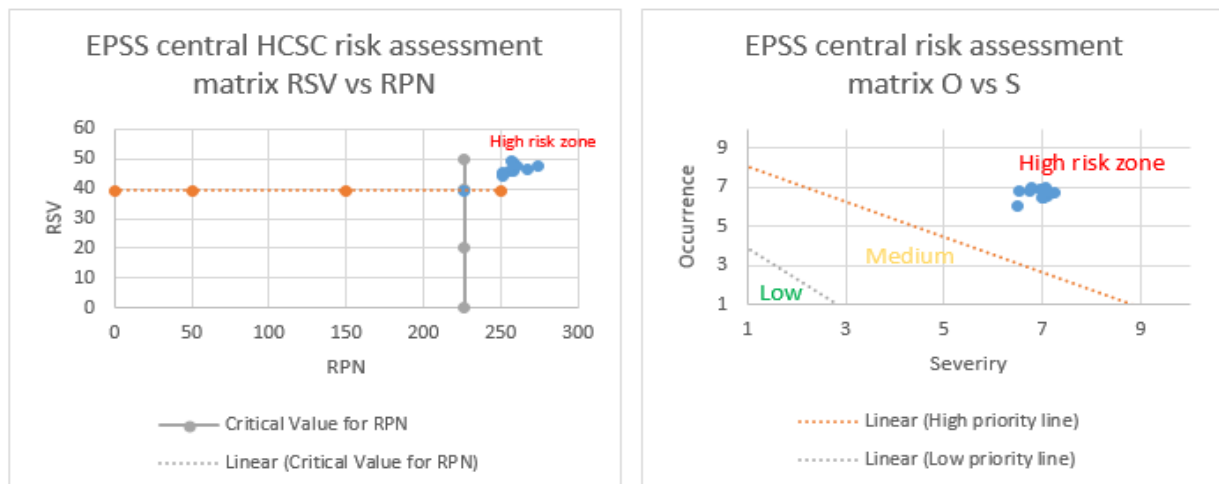 EPSS central HCSC risk assessment
matrix RSV vs RPN
60
50
40
30
20
10
0
RSV
High risk zone
0
50
100
150
200
250
300
RPN
Critical Value for RPN
Linear (Critical Value for RPN)
EPSS central risk assessment
matrix O vs S
9
7
5
3
1
Occurrence
High risk zone
Medium
Low
1
3
5
7
9
Severiry
Linear (High priority line)
Linear (Low priority line)